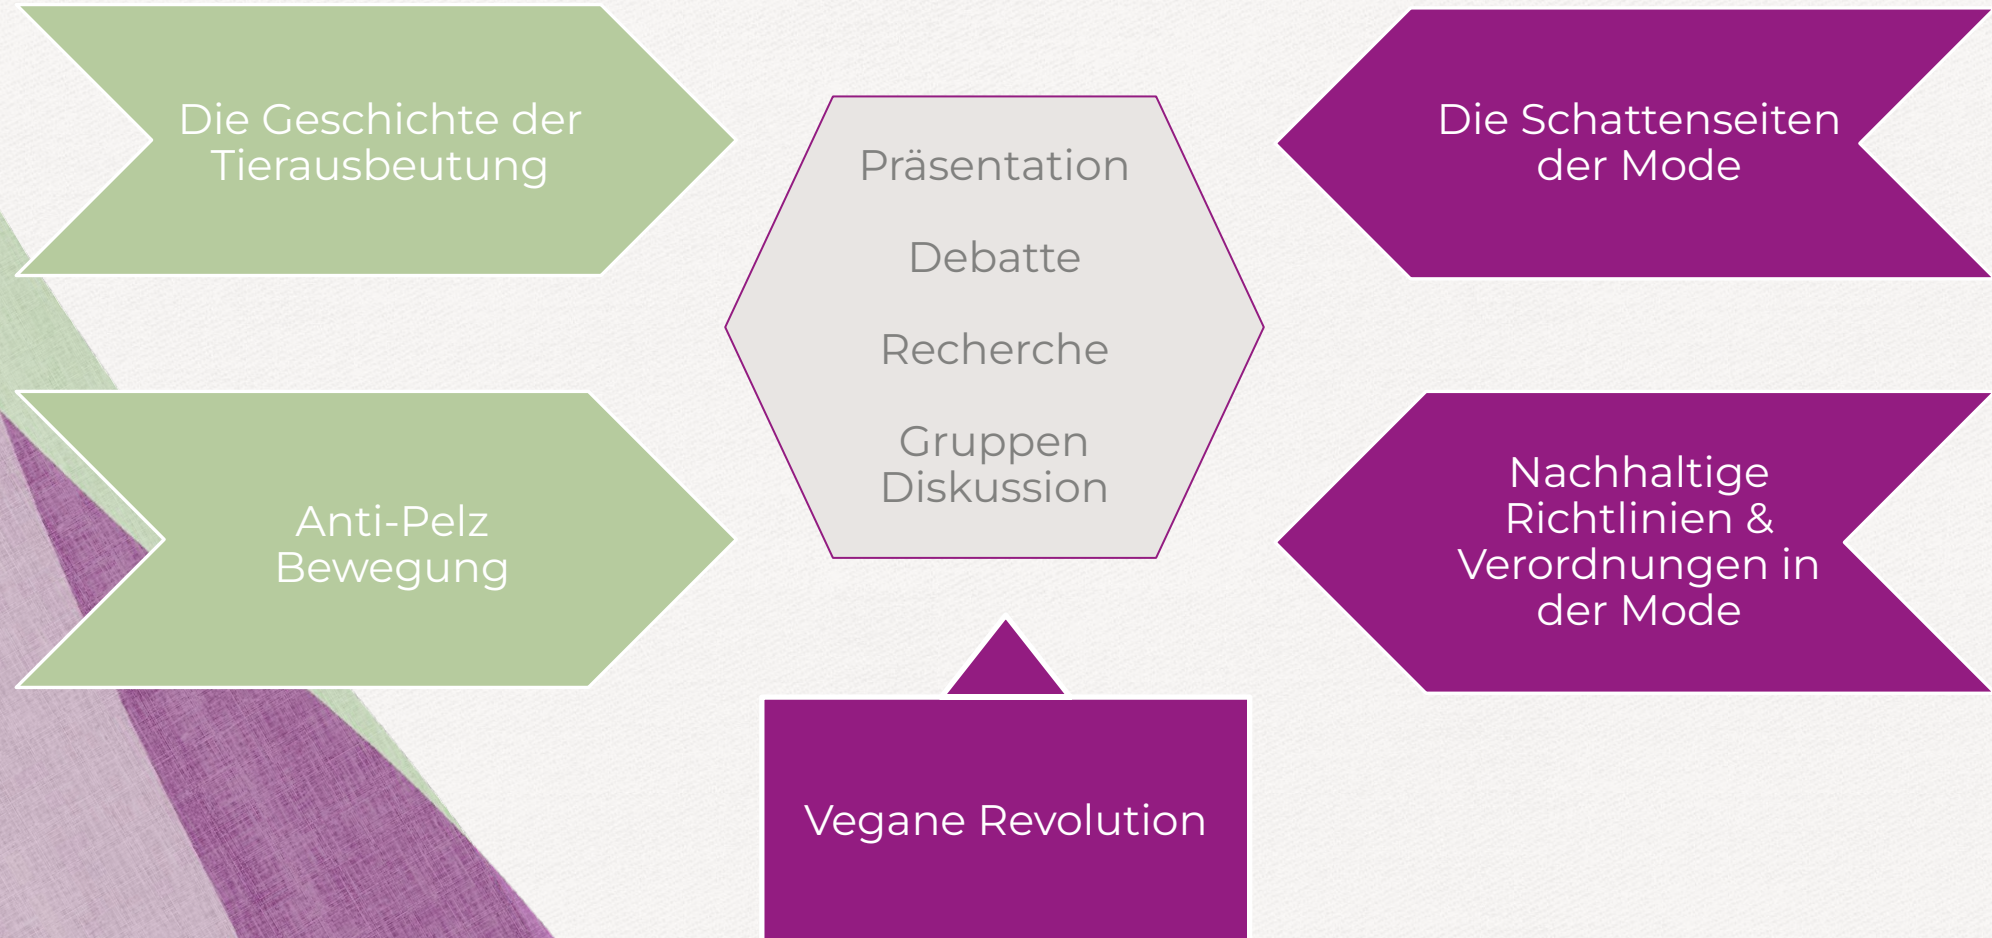 Die Geschichte der
Tierausbeutung
Anti-Pelz
Bewegung
Präsentation
Debatte
Recherche
Gruppen
Diskussion
Die Schattenseiten
der Mode
Nachhaltige
Richtlinien &
Verordnungen in
der Mode
Vegane Revolution